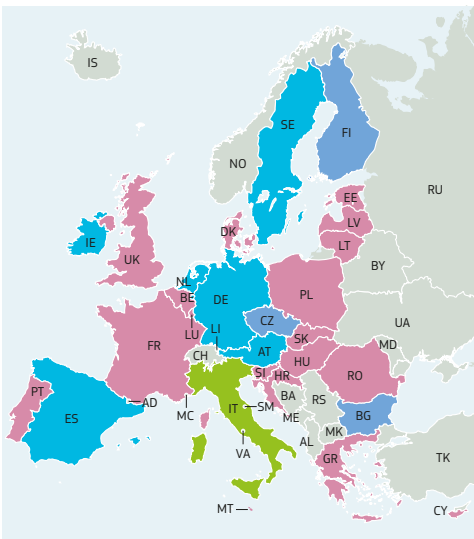 IS
SE
FI
NO
RU
EE
DK
LV
IE
LT
UK
BY
NL
BE
DE
PL
CZ
LI
UA
LU
SK
MD
FR
CH
AT
HU
SI
HR
RO
PT
BA
RS
AD
IT
SM
ES
MC
ME
BG
MK
AL
VA
GR
TK
MT
CY